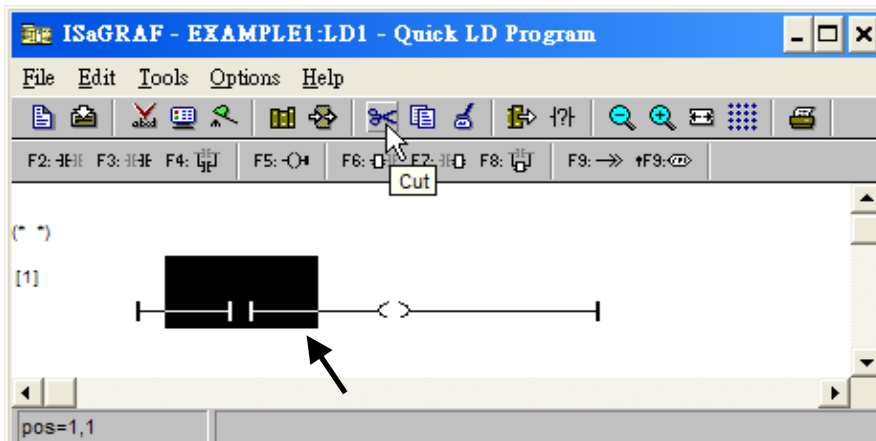 ISaGRAF - EXAMPLE1:LD1 - Quick LD Program
File Edit Tools Options Help
abcd
F2: F3: F4: F5: F6: F7: F8: F9: F9:
Cut
(* *)
[1]
pos=1,1